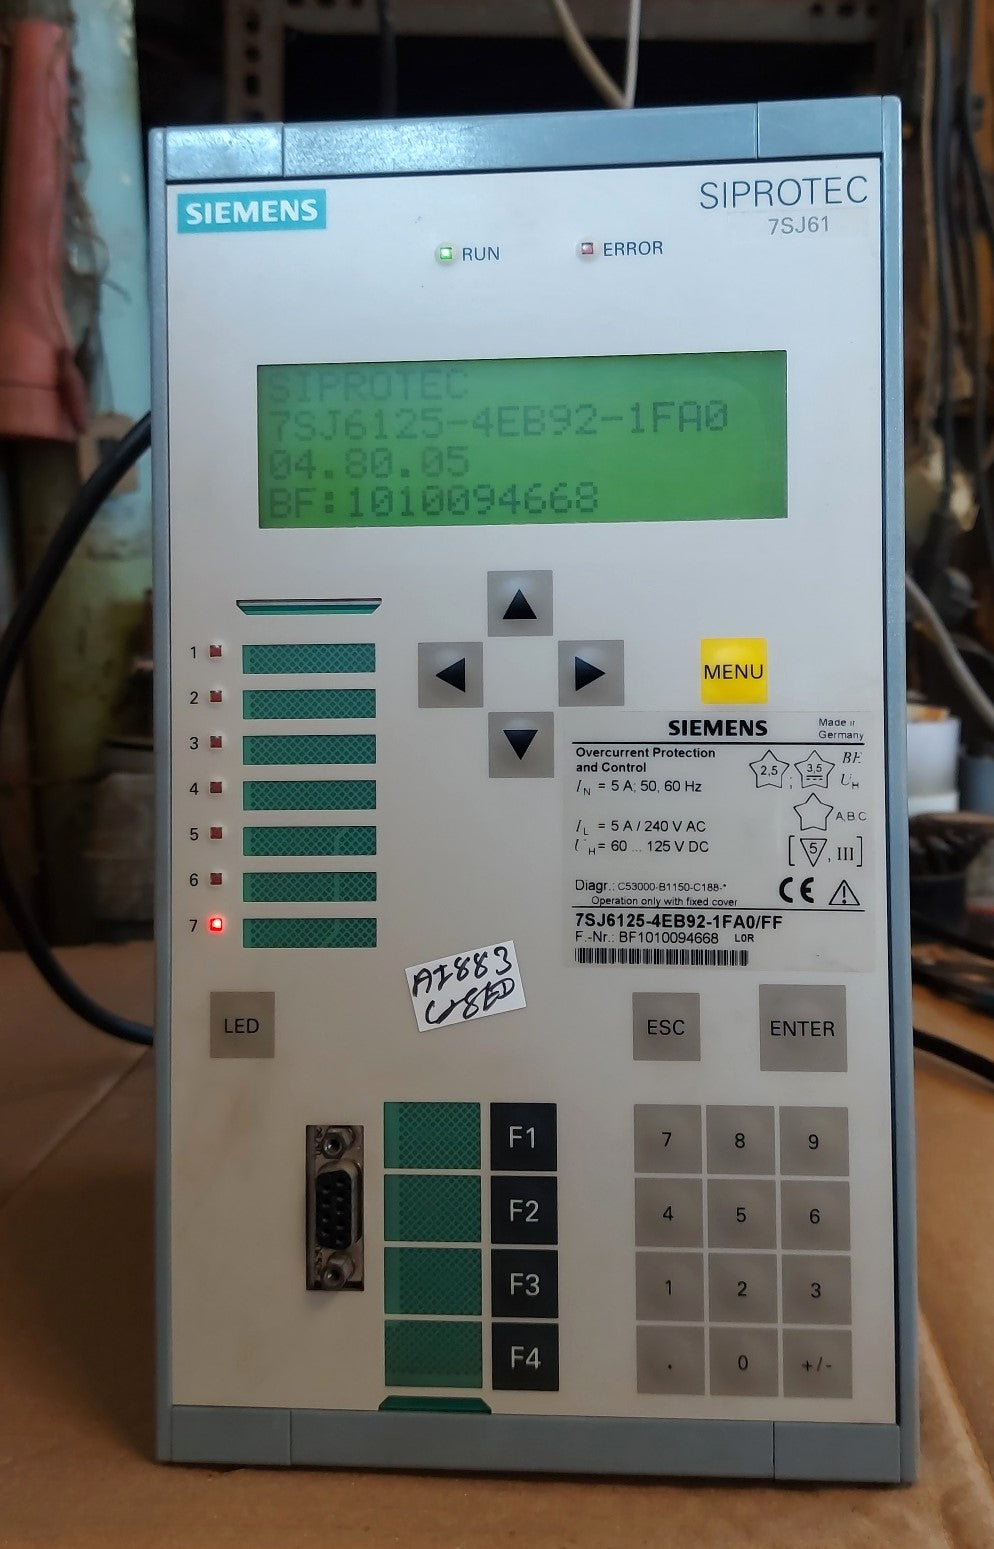 SIEMENS
SIPROTEC
7SJ61
RUN
ERROR
SIPROTEC
7SJ6125-4EB92-1FA0
04.80.05
BF:1010094668
1
2
3
4
5
6
7
MENU
SIEMENS
Made
Germany
Overcurrent Protection
and Control
IN = 5 A; 50, 60 Hz
IL = 5 A / 240 V AC
UH = 60 ... 125 V DC
2,5 ; 3,5
BE
UH
A,B,C
[5, III]
Diagr.: C53000-B1150-C188-*
Operation only with fixed cover
CE
7SJ6125-4EB92-1FA0/FF
F.-Nr.: BF1010094668 L0R
AI883
LED
ESC
ENTER
F1
F2
F3
F4
7 8 9
4 5 6
1 2 3
. 0 +/-